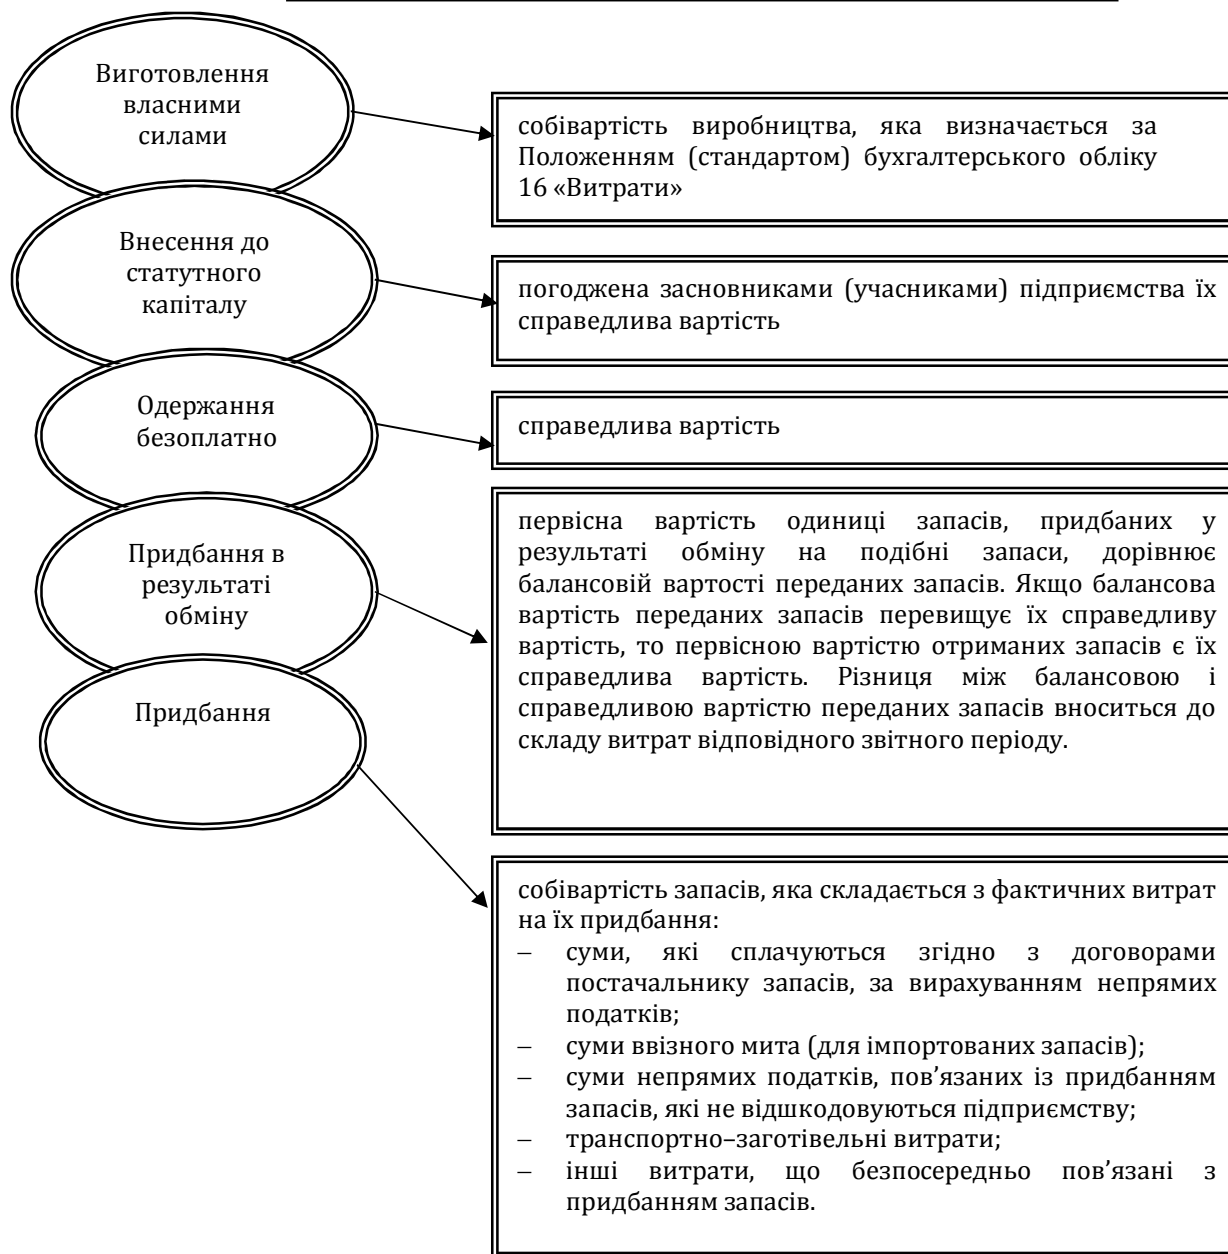 Виготовлення
власними
силами
собівартість виробництва, яка визначається за
Положенням (стандартом) бухгалтерського обліку
16 «Витрати»
Внесення до
статутного
капіталу
погоджена засновниками (учасниками) підприємства їх
справедлива вартість
Одержання
безоплатно
справедлива вартість
Придбання в
результаті
обміну
первісна вартість одиниці запасів, придбаних у
результаті обміну на подібні запаси, дорівнює
балансовій вартості переданих запасів. Якщо балансова
вартість переданих запасів перевищує їх справедливу
вартість, то первісною вартістю отриманих запасів є їх
справедлива вартість. Різниця між балансовою і
справедливою вартістю переданих запасів вноситься до
складу витрат відповідного звітного періоду.
Придбання
собівартість запасів, яка складається з фактичних витрат
на їх придбання:
– суми, які сплачуються згідно з договорами
постачальнику запасів, за вирахуванням непрямих
податків;
– суми ввізного мита (для імпортованих запасів);
– суми непрямих податків, пов’язаних із придбанням
запасів, які не відшкодовуються підприємству;
– транспортно–заготівельні витрати;
– інші витрати, що безпосередньо пов’язані з
придбанням запасів.